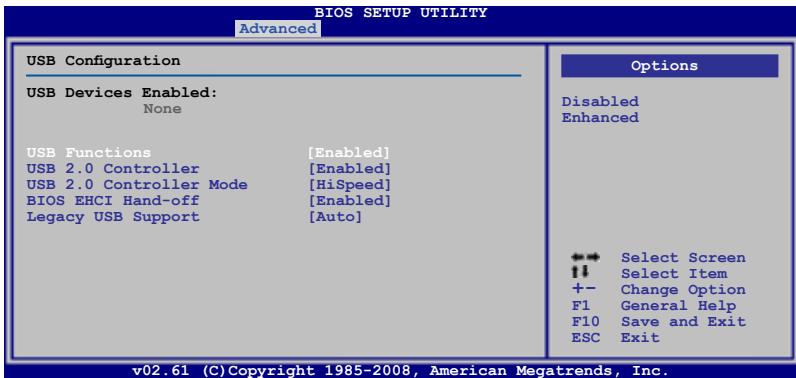 BIOS SETUP UTILITY
Advanced
USB Configuration
USB Devices Enabled:
None
USB Functions [Enabled]
USB 2.0 Controller [Enabled]
USB 2.0 Controller Mode [HiSpeed]
BIOS EHCI Hand-off [Enabled]
Legacy USB Support [Auto]
Options
Disabled
Enhanced
←→ Select Screen
↑↓ Select Item
+- Change Option
F1 General Help
F10 Save and Exit
ESC Exit
v02.61 (C)Copyright 1985-2008, American Megatrends, Inc.